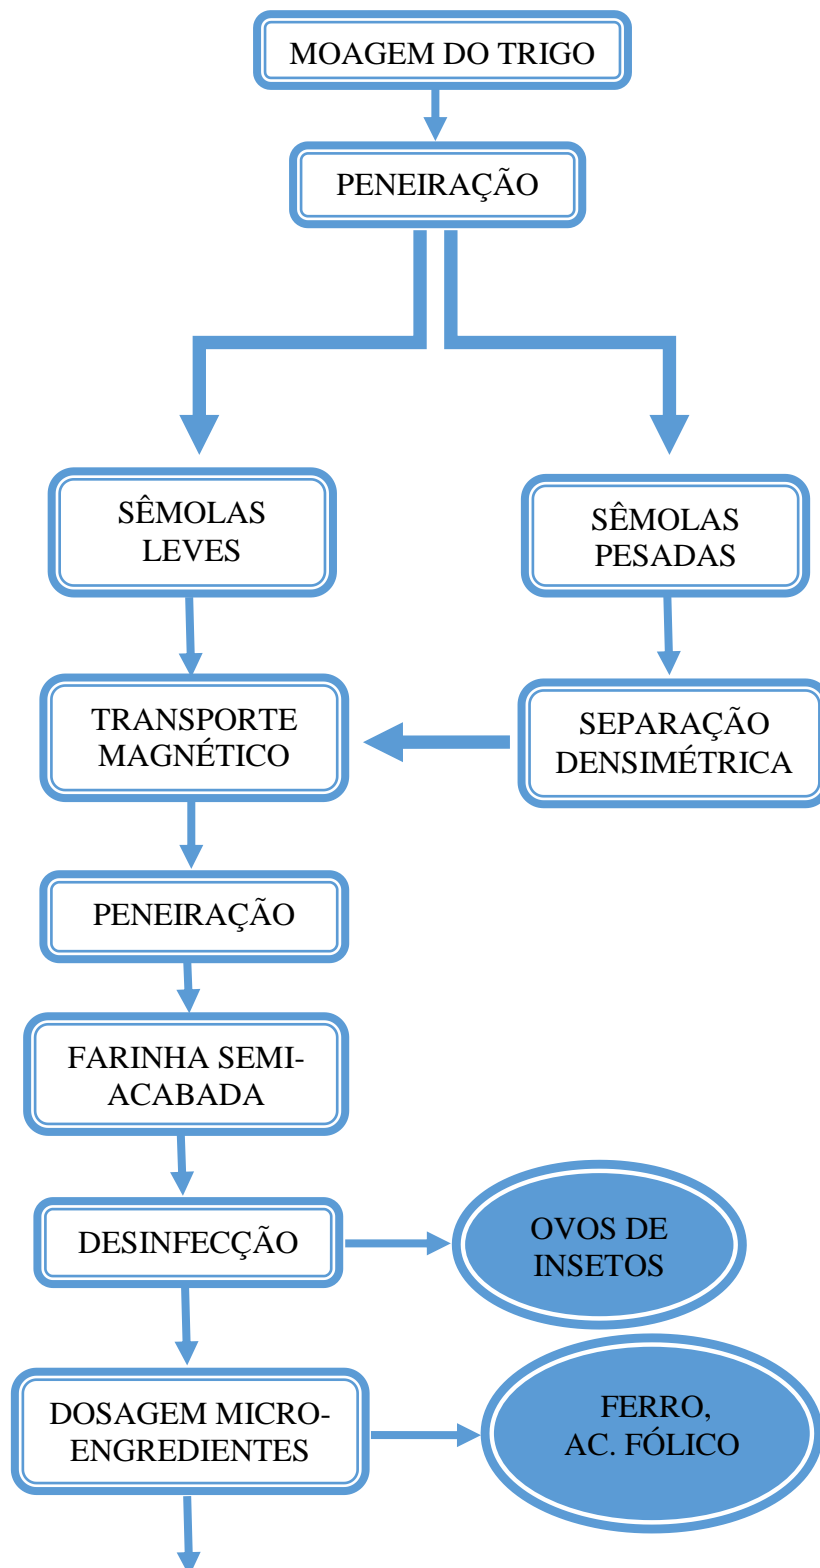 MOAGEM DO TRIGO
PENEIRAÇÃO
SÊMOLAS
LEVES
SÊMOLAS
PESADAS
TRANSPORTE
MAGNÉTICO
SEPARAÇÃO
DENSIMÉTRICA
PENEIRAÇÃO
FARINHA SEMI-
ACABADA
DESINFECÇÃO
OVOS DE
INSETOS
DOSAGEM MICRO-
ENGREDIENTES
FERRO,
AC. FÓLICO